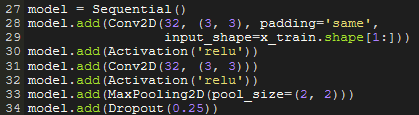 27 model = Sequential()
28 model.add(Conv2D(32, (3, 3), padding='same',
29                  input_shape=x_train.shape[1:]))
30 model.add(Activation('relu'))
31 model.add(Conv2D(32, (3, 3)))
32 model.add(Activation('relu'))
33 model.add(MaxPooling2D(pool_size=(2, 2)))
34 model.add(Dropout(0.25))